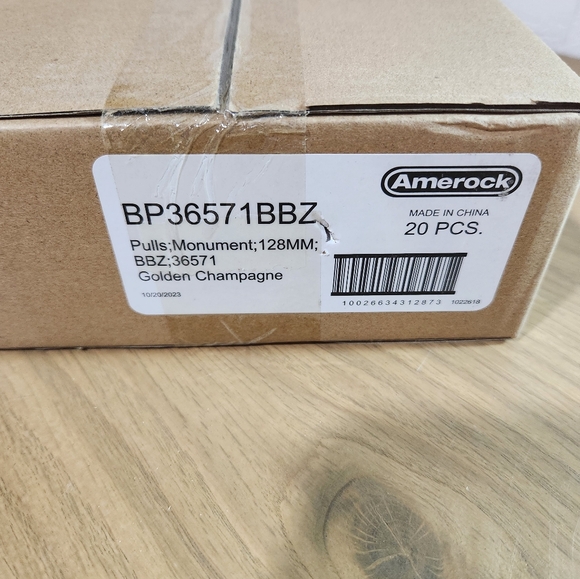 Amerock
BP36571BBZ
MADE IN CHINA
20 PCS.
Pulls;Monument;128MM;
BBZ;36571
Golden Champagne
10/20/2023
10026634312873
1022618